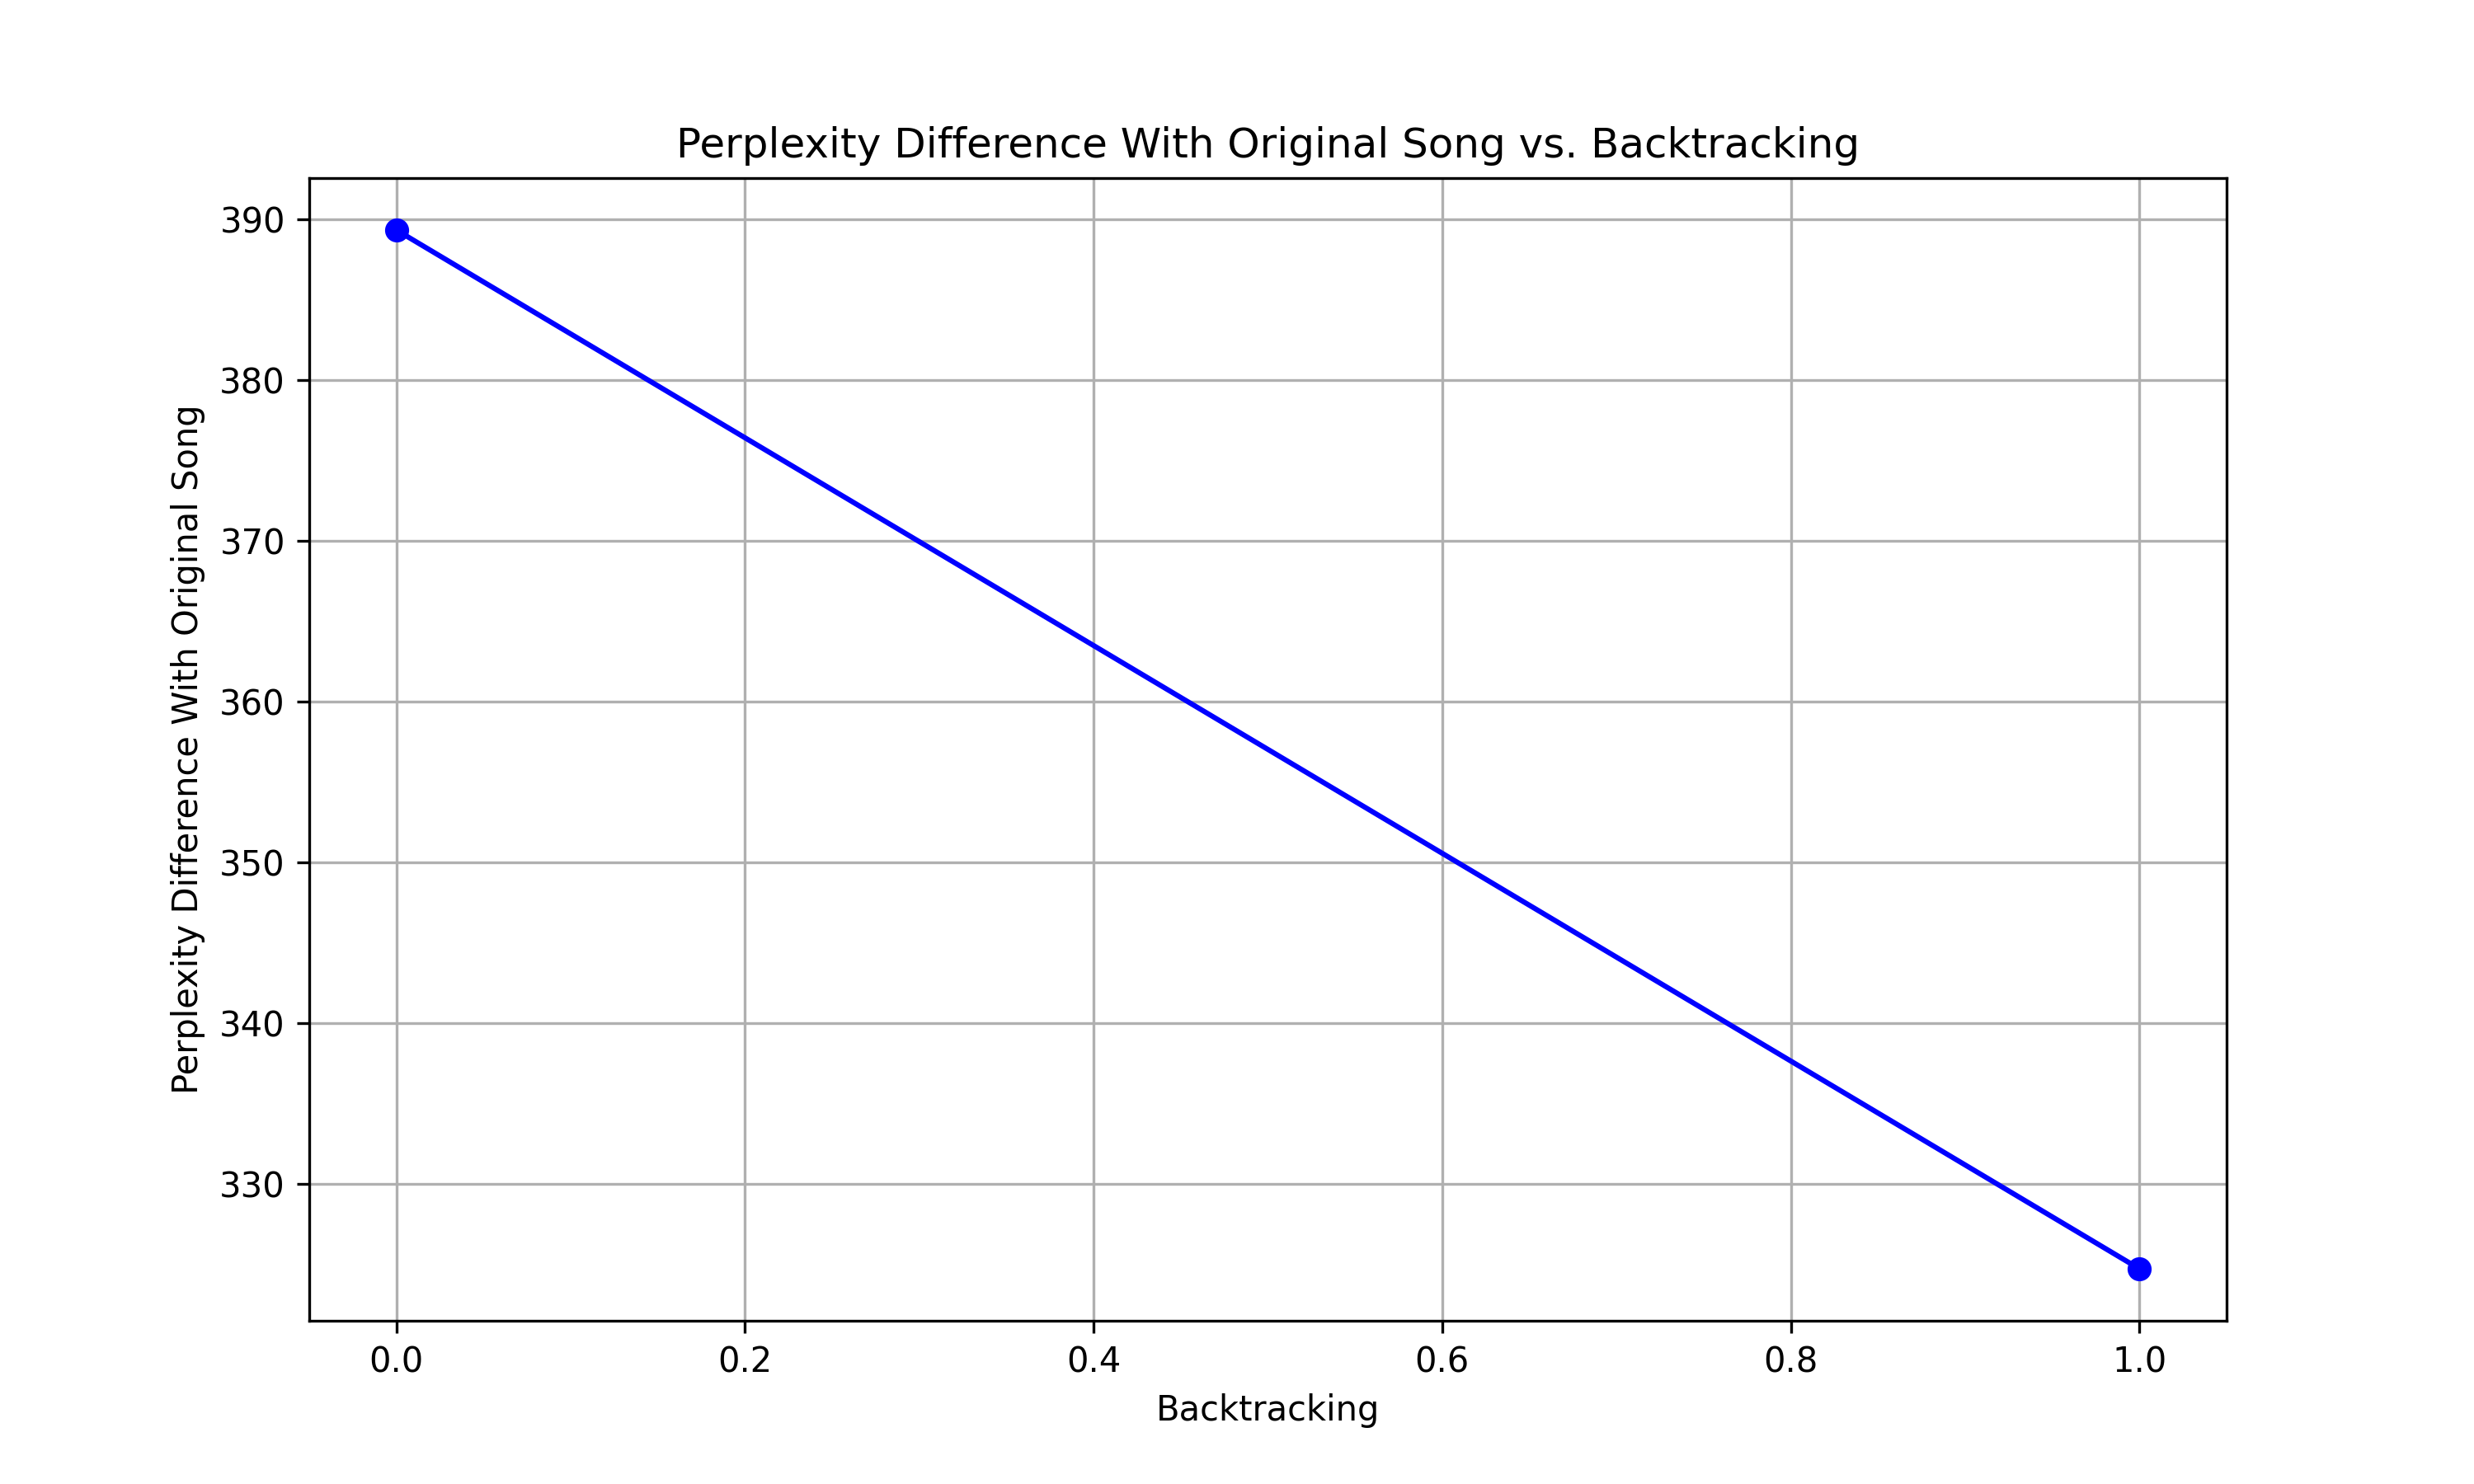 Perplexity Difference With Original Song vs. Backtracking
Perplexity Difference With Original Song
390
380
370
360
350
340
330
0.0 0.2 0.4 0.6 0.8 1.0
Backtracking